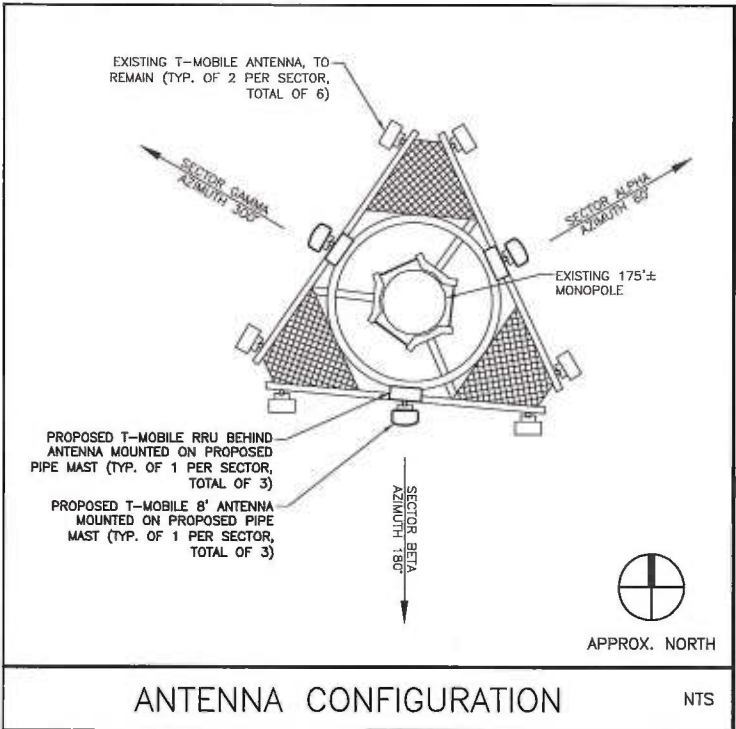 EXISTING T-MOBILE ANTENNA, TO
REMAIN (TYP. OF 2 PER SECTOR,
TOTAL OF 6)
SECTOR GAMMA
AZIMUTH 300°
SECTOR ALPHA
AZIMUTH 60°
EXISTING 175'±
MONOPOLE
PROPOSED T-MOBILE RRU BEHIND
ANTENNA MOUNTED ON PROPOSED
PIPE MAST (TYP. OF 1 PER SECTOR,
TOTAL OF 3)
PROPOSED T-MOBILE 8' ANTENNA
MOUNTED ON PROPOSED PIPE
MAST (TYP. OF 1 PER SECTOR,
TOTAL OF 3)
SECTOR BETA
AZIMUTH 180°
APPROX. NORTH
ANTENNA CONFIGURATION
NTS